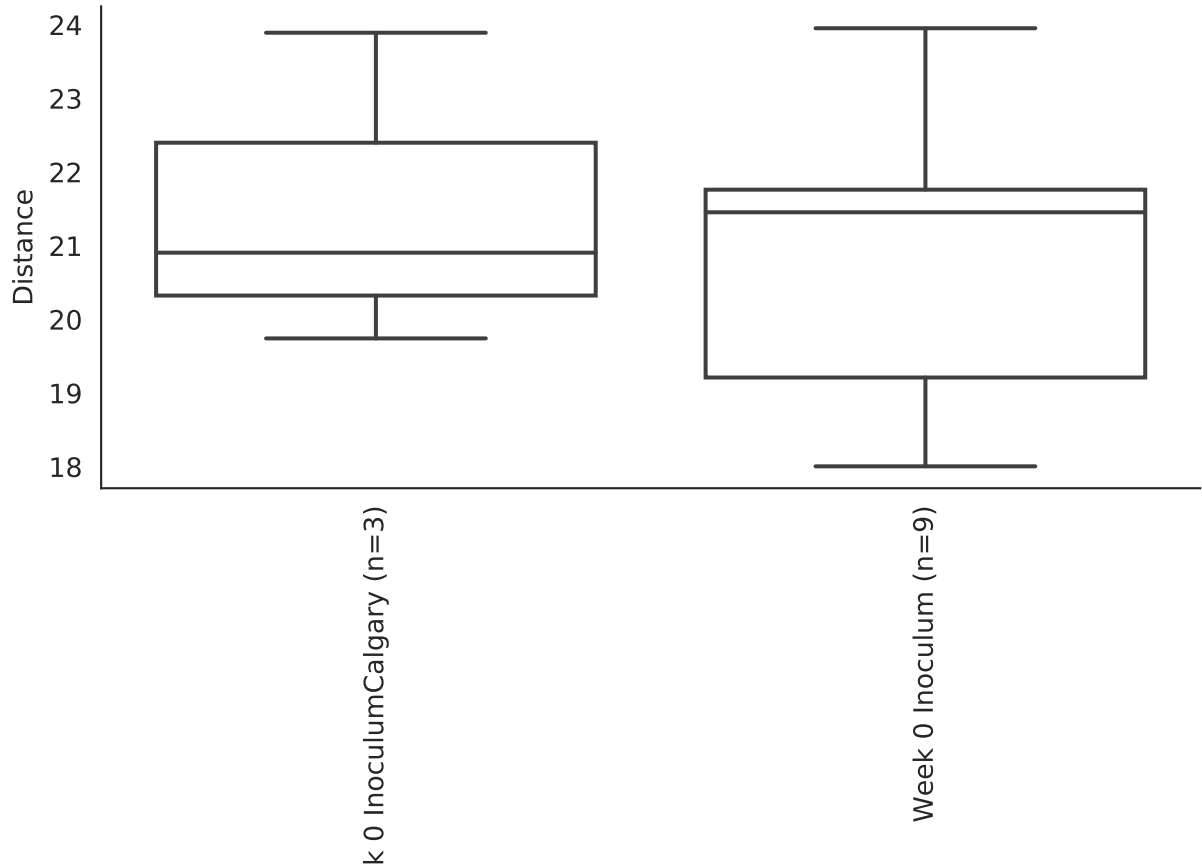 24
23
22
21
20
19
18
Distance
k 0 InoculumCalgary (n=3)
Week 0 Inoculum (n=9)